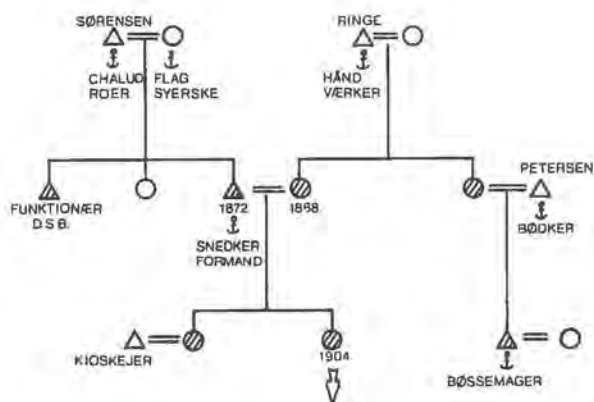 SØRENSEN
RINGE
CHALUP FLAG
ROER SYERSKE
HÅND
VÆRKER
PETERSEN
FUNKTIONÆR
D.S.B.
1872
1868
BØDKER
SNEDKER
FORMAND
KIOSKEJER
1904
BØSSEMAGER